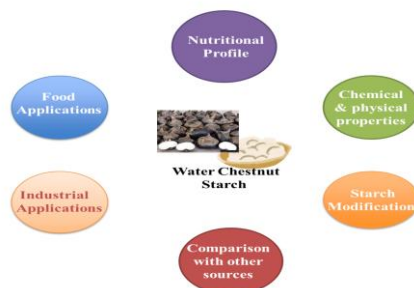 Nutritional
Profile
Food
Applications
Chemical
& physical
properties
Water Chestnut
Starch
Industrial
Applications
Starch
Modification
Comparison
with other
sources